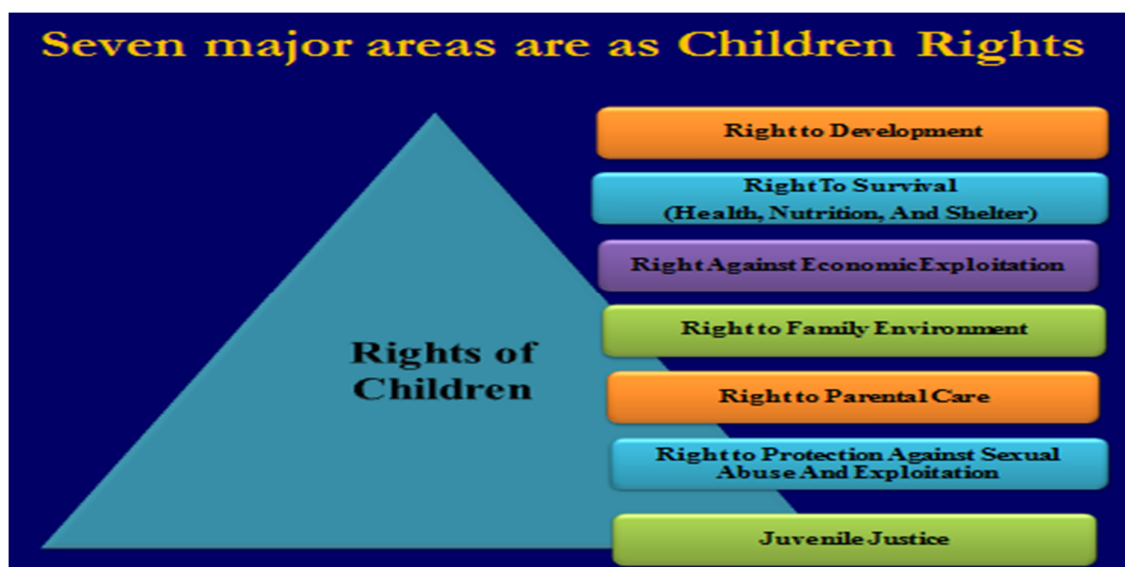 Seven major areas are as Children Rights
Right to Development
Right To Survival
(Health, Nutrition, And Shelter)
Right Against Economic Exploitation
Right to Family Environment
Rights of
Children
Right to Parental Care
Right to Protection Against Sexual
Abuse And Exploitation
Juvenile Justice